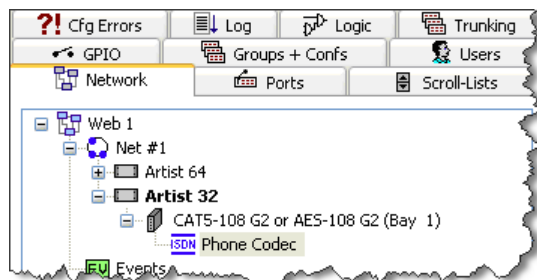 ?! Cfg Errors Log Logic Trunking
GPIO Groups + Confs Users
Network Ports Scroll-Lists
Web 1
Net #1
Artist 64
Artist 32
CAT5-108 G2 or AES-108 G2 (Bay 1)
ISDN Phone Codec
EV Events